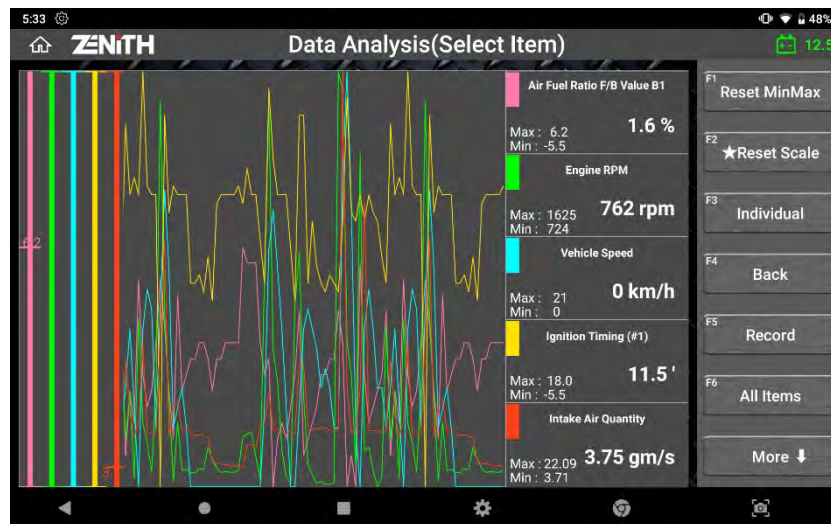 5:33
48%
ZENITH
Data Analysis(Select Item)
12.5
Air Fuel Ratio F/B Value B1
1.6 %
Max : 6.2
Min : -5.5
Engine RPM
762 rpm
Max : 1625
Min : 724
Vehicle Speed
0 km/h
Max : 21
Min : 0
Ignition Timing (#1)
11.5 '
Max : 18.0
Min : -5.5
Intake Air Quantity
3.75 gm/s
Max : 22.09
Min : 3.71
6.2
F1
Reset MinMax
F2
★Reset Scale
F3
Individual
F4
Back
F5
Record
F6
All Items
More ⬇